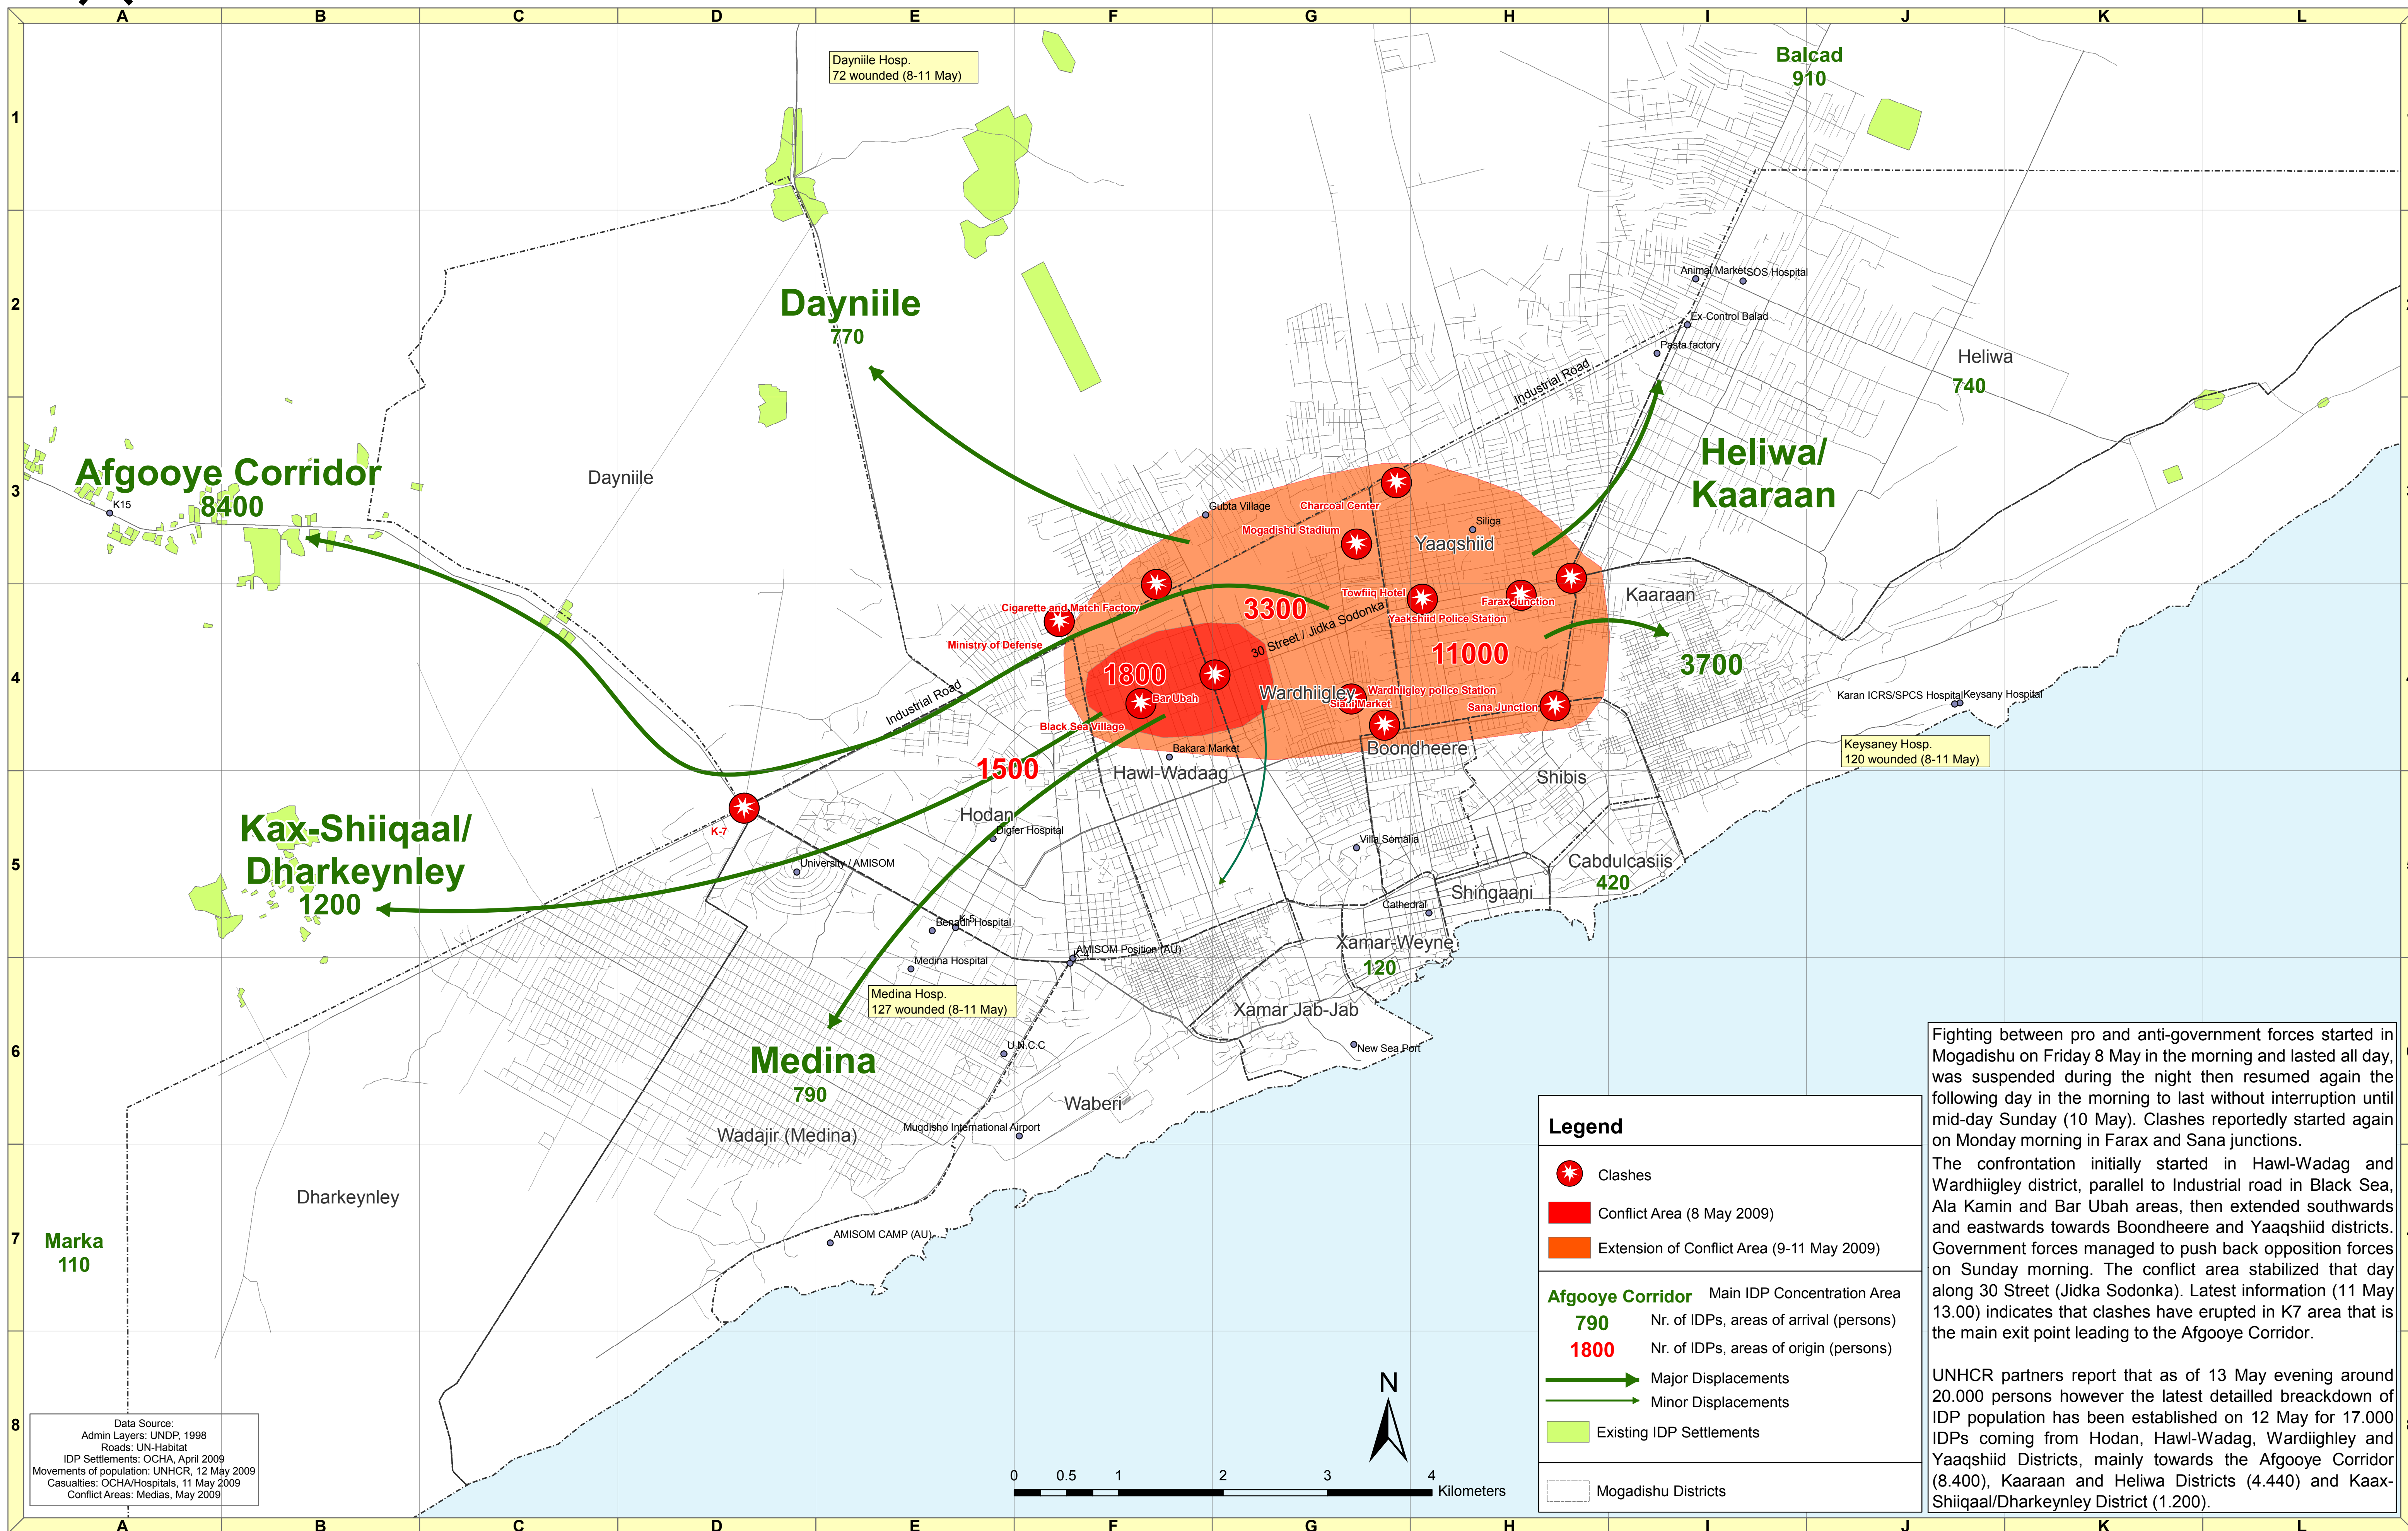 A B C D E F G H I J K L
Dayniile Hosp.
72 wounded (8-11 May)
Balcad
910
1
Animal Market
SOS Hospital
2
Dayniile
770
Ex-Control Balad
Pasta factory
Heliwa
740
Industrial Road
Afgooye Corridor
8400
3
K15
Dayniile
Heliwa/
Kaaraan
Gubta Village
Charcoal Center
Mogadishu Stadium
Siliga
Yaaqshiid
Cigarette and Match Factory
Ministry of Defense
3300
Towfiiq Hotel
Farax Junction
Yaakshiid Police Station
30 Street / Jidka Sodonka
Kaaraan
11000
3700
4
1800
Bar Ubah
Black Sea Village
Wardhiigley
Wardhiigley police Station
Siani Market
Sana Junction
Karan ICRS/SPCS Hospital
Keysany Hospital
Industrial Road
Keysaney Hosp.
120 wounded (8-11 May)
Bakara Market
Boondheere
1500
Hawl-Wadaag
Shibis
Hodan
Digfer Hospital
K-7
Kax-Shiiqaal/
Dharkeynley
1200
5
University / AMISOM
Villa Somalia
Cabdulcasiis
420
Shingaani
Cathedral
K-5
Benadir Hospital
Xamar-Weyne
120
AMISOM Position (AU)
K-4
Medina Hospital
Medina Hosp.
127 wounded (8-11 May)
Xamar Jab-Jab
6
U.N.C.C
New Sea Port
Medina
790
Waberi
Muqdisho International Airport
Wadajir (Medina)
Dharkeynley
7
Marka
110
AMISOM CAMP (AU)
8
Data Source:
Admin Layers: UNDP, 1998
Roads: UN-Habitat
IDP Settlements: OCHA, April 2009
Movements of population: UNHCR, 12 May 2009
Casualties: OCHA/Hospitals, 11 May 2009
Conflict Areas: Medias, May 2009
N
0 0.5 1 2 3 4
Kilometers
Legend
Clashes
Conflict Area (8 May 2009)
Extension of Conflict Area (9-11 May 2009)
Afgooye Corridor Main IDP Concentration Area
790 Nr. of IDPs, areas of arrival (persons)
1800 Nr. of IDPs, areas of origin (persons)
Major Displacements
Minor Displacements
Existing IDP Settlements
Mogadishu Districts
Fighting between pro and anti-government forces started in
Mogadishu on Friday 8 May in the morning and lasted all day,
was suspended during the night then resumed again the
following day in the morning to last without interruption until
mid-day Sunday (10 May). Clashes reportedly started again
on Monday morning in Farax and Sana junctions.
The confrontation initially started in Hawl-Wadag and
Wardhiigley district, parallel to Industrial road in Black Sea,
Ala Kamin and Bar Ubah areas, then extended southwards
and eastwards towards Boondheere and Yaaqshiid districts.
Government forces managed to push back opposition forces
on Sunday morning. The conflict area stabilized that day
along 30 Street (Jidka Sodonka). Latest information (11 May
13.00) indicates that clashes have erupted in K7 area that is
the main exit point leading to the Afgooye Corridor.
UNHCR partners report that as of 13 May evening around
20.000 persons however the latest detailled breakdown of
IDP population has been established on 12 May for 17.000
IDPs coming from Hodan, Hawl-Wadag, Wardiighley and
Yaaqshiid Districts, mainly towards the Afgooye Corridor
(8.400), Kaaraan and Heliwa Districts (4.440) and Kaax-
Shiiqaal/Dharkeynley District (1.200).
A B C D E F G H I J K L